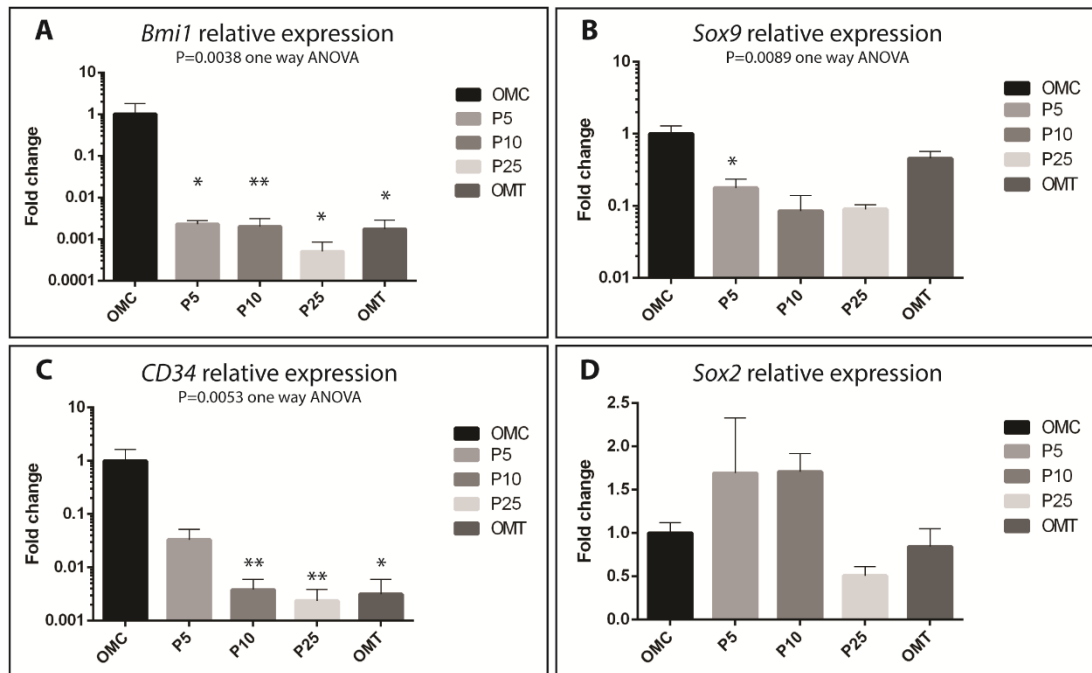 A
Bmi1 relative expression
P=0.0038 one way ANOVA
Fold change
10
1
0.1
0.01
0.001
0.0001
* ** * *
OMC P5 P10 P25 OMT
OMC
P5
P10
P25
OMT
B
Sox9 relative expression
P=0.0089 one way ANOVA
Fold change
10
1
0.1
0.01
*
OMC P5 P10 P25 OMT
OMC
P5
P10
P25
OMT
C
CD34 relative expression
P=0.0053 one way ANOVA
Fold change
10
1
0.1
0.01
0.001
** ** *
OMC P5 P10 P25 OMT
OMC
P5
P10
P25
OMT
D
Sox2 relative expression
Fold change
2.5
2.0
1.5
1.0
0.5
0.0
OMC P5 P10 P25 OMT
OMC
P5
P10
P25
OMT